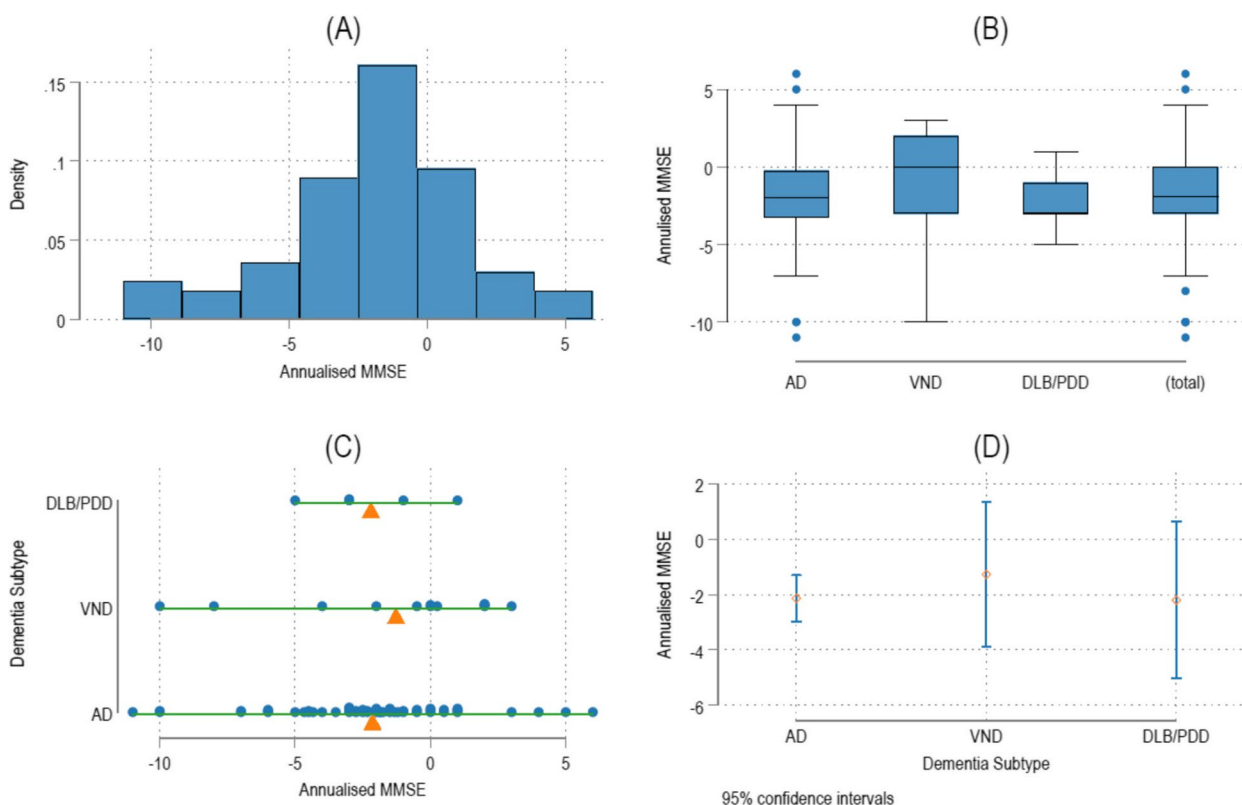 (A)
Density
.15
.1
.05
0
-10 -5 0 5
Annualised MMSE
(B)
Annulised MMSE
5
0
-5
-10
AD VND DLB/PDD (total)
(C)
Dementia Subtype
DLB/PDD
VND
AD
-10 -5 0 5
Annualised MMSE
(D)
Annualised MMSE
2
0
-2
-4
-6
AD VND DLB/PDD
Dementia Subtype
95% confidence intervals